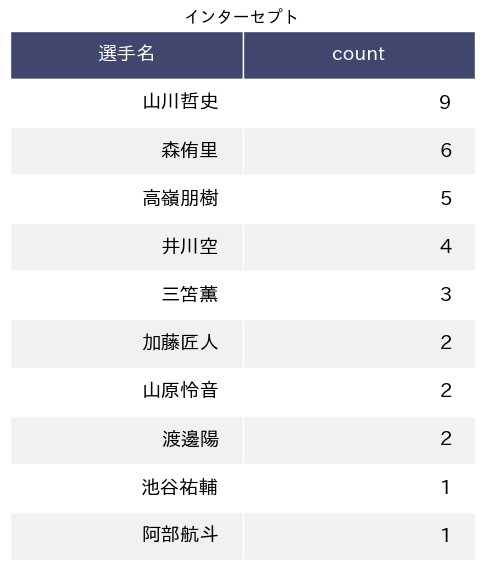 インターセプト
選手名 count
山川哲史 9
森侑里 6
高嶺朋樹 5
井川空 4
三笘薫 3
加藤匠人 2
山原怜音 2
渡邊陽 2
池谷祐輔 1
阿部航斗 1